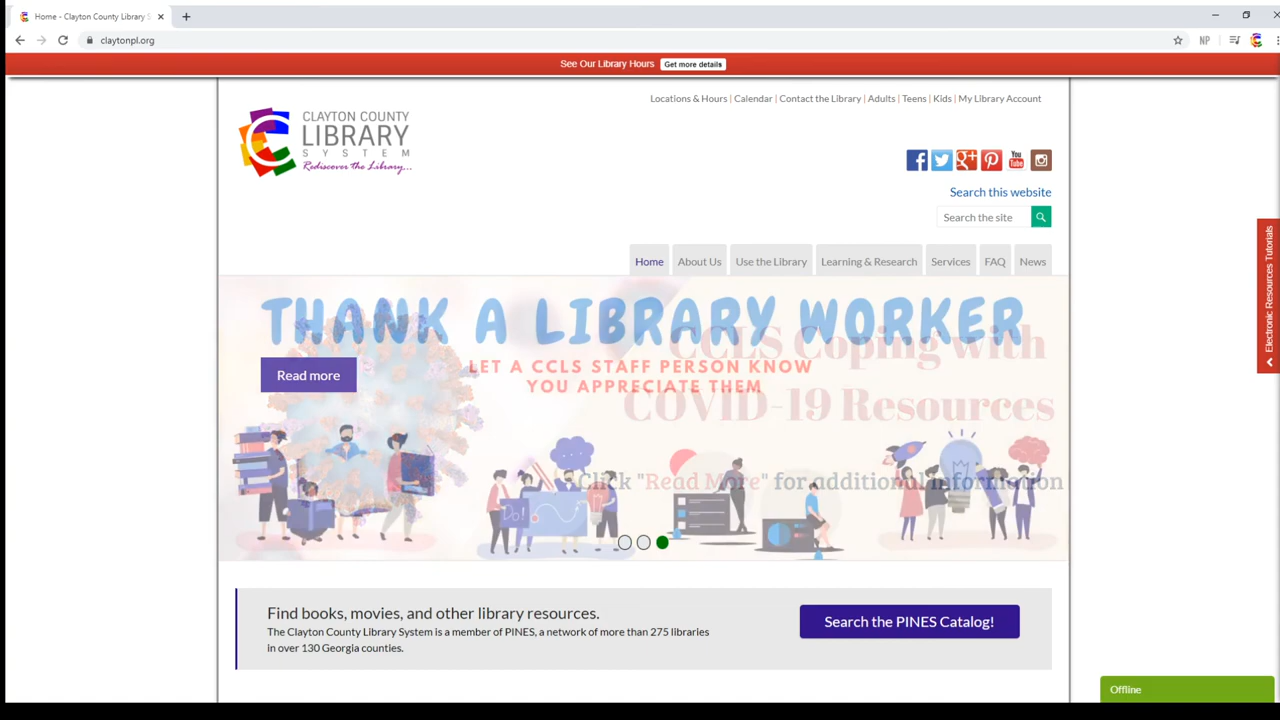 Home - Clayton County Library S
claytonpl.org
NP
See Our Library Hours Get more details
Locations & Hours | Calendar | Contact the Library | Adults | Teens | Kids | My Library Account
CLAYTON COUNTY
LIBRARY
SYSTEM
Rediscover the Library...
You
Tube
Search this website
Search the site
Home About Us Use the Library Learning & Research Services FAQ News
THANK A LIBRARY WORKER
LET A CCLS STAFF PERSON KNOW
YOU APPRECIATE THEM
Read more
CCLS Coping with
COVID-19 Resources
Click "Read More" for additional information
Do!
Electronic Resources Tutorials
Find books, movies, and other library resources.
The Clayton County Library System is a member of PINES, a network of more than 275 libraries
in over 130 Georgia counties.
Search the PINES Catalog!
Offline